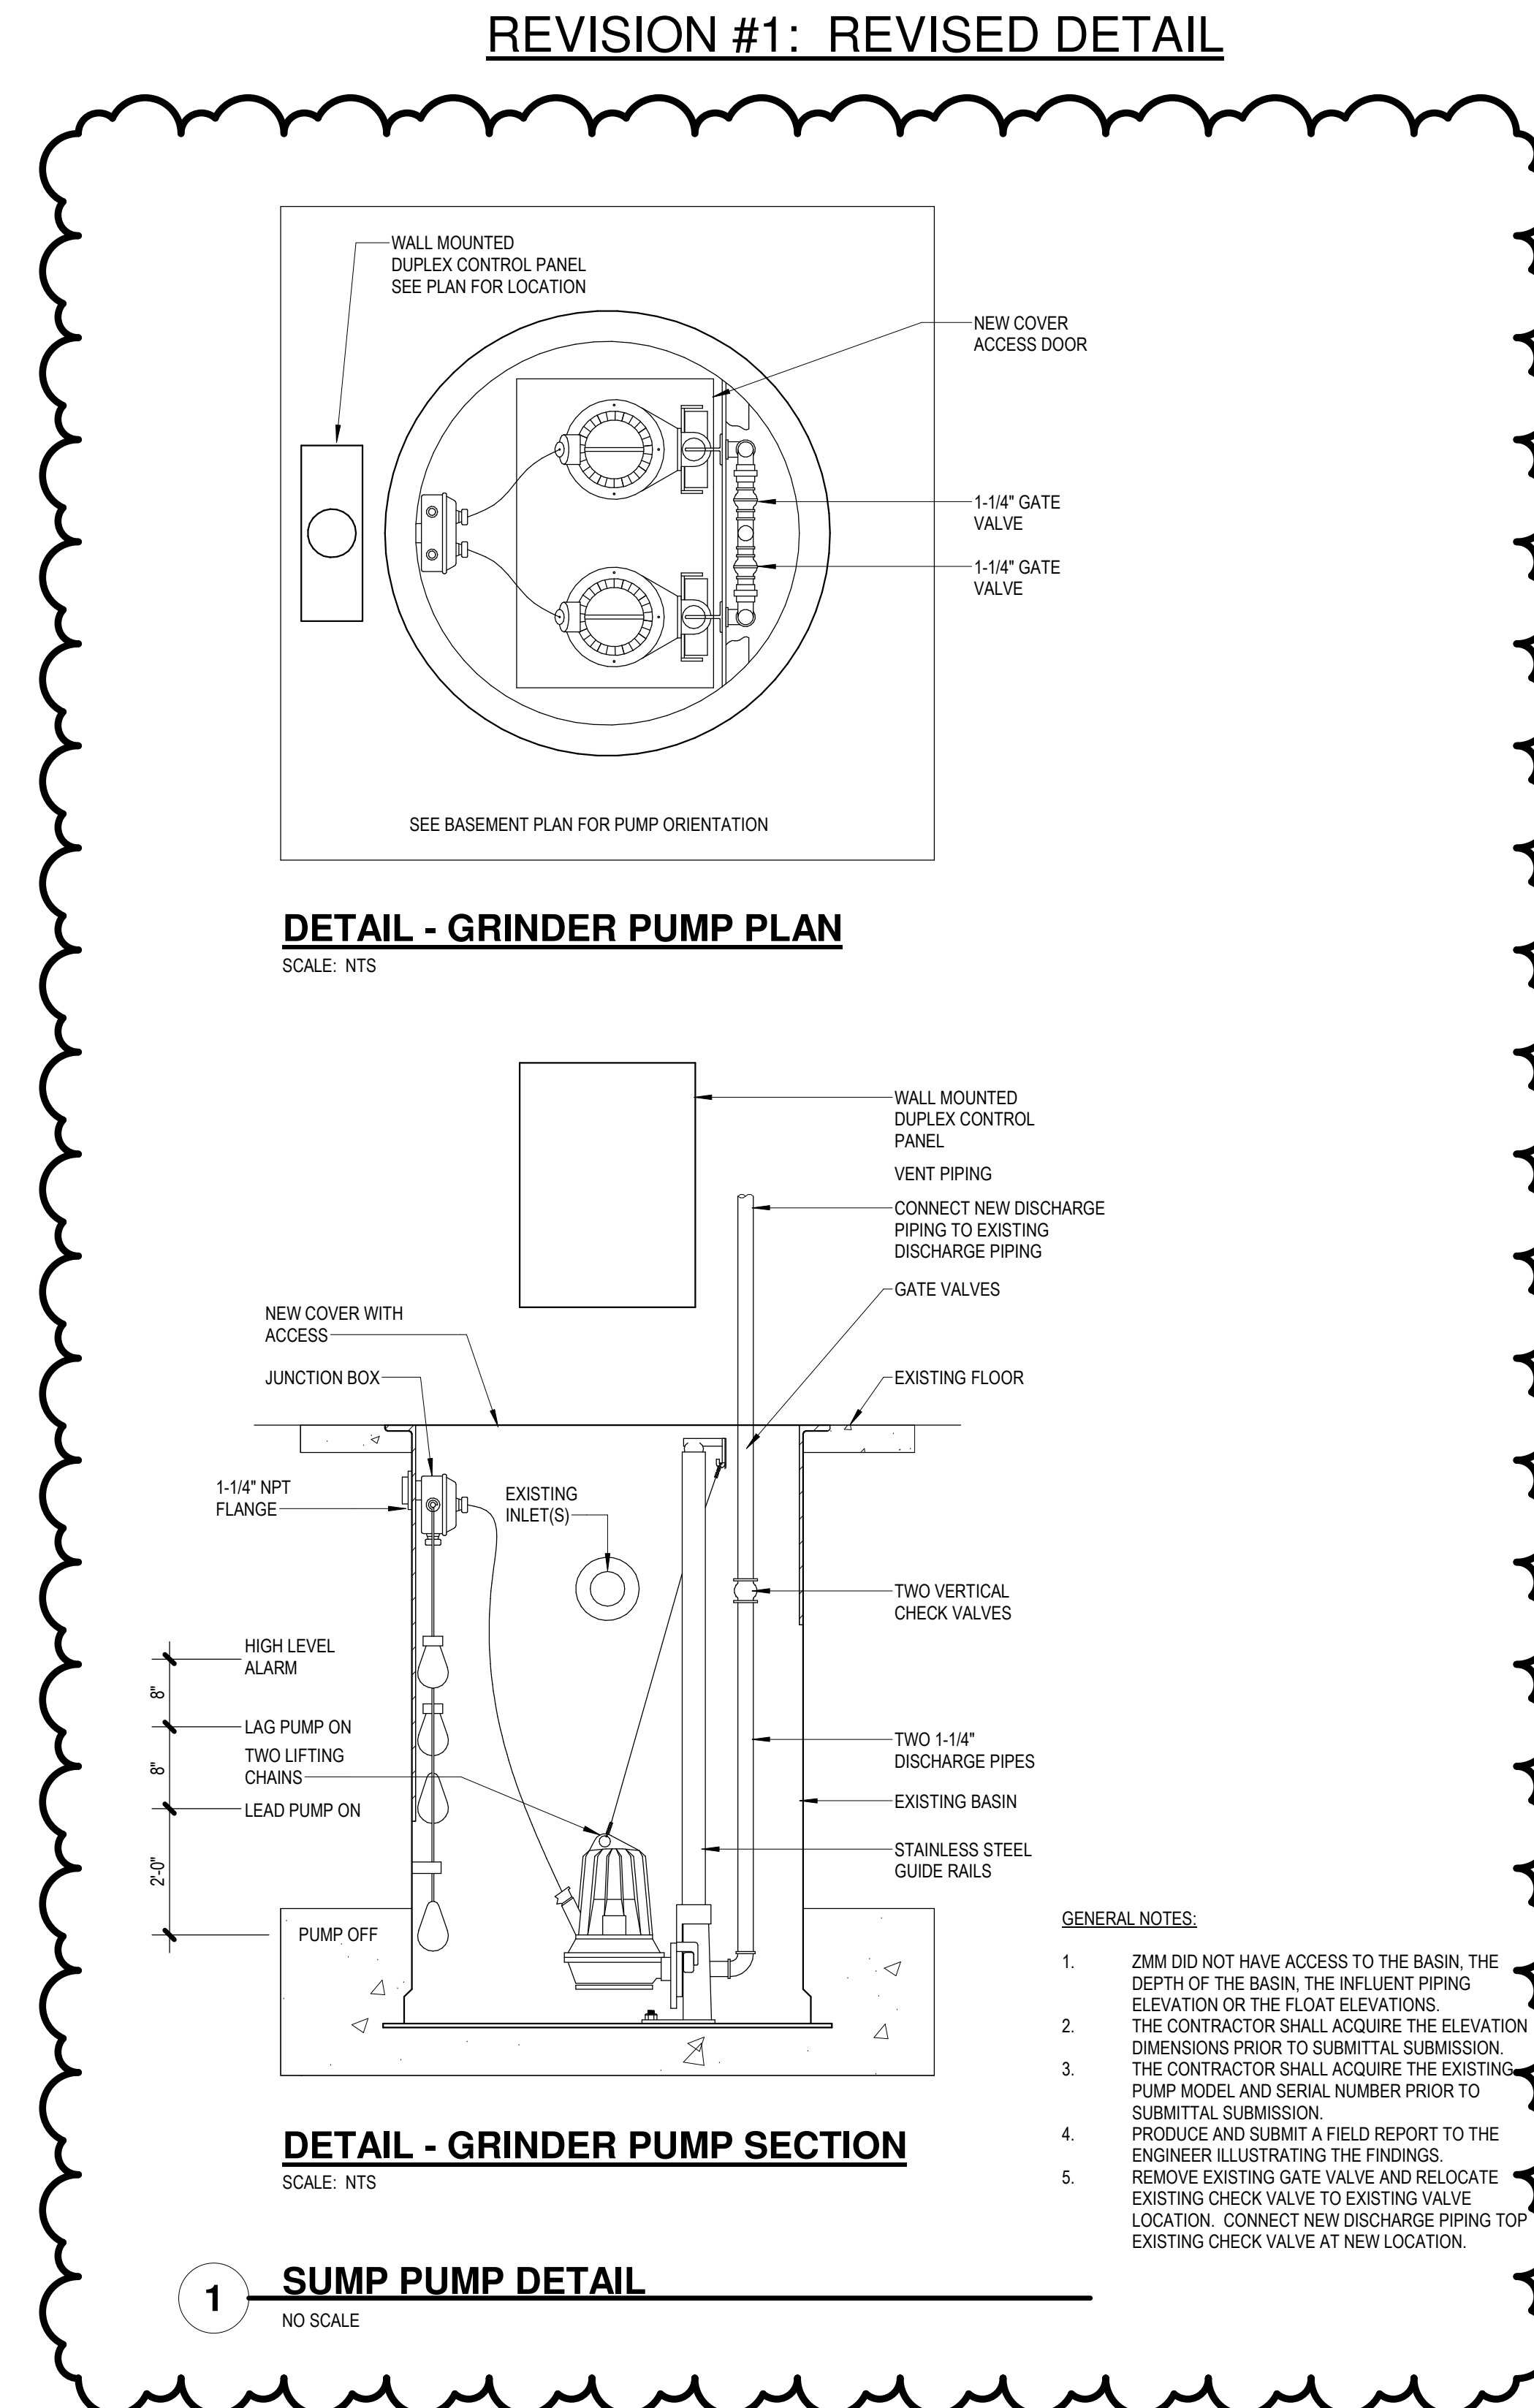 REVISION #1: REVISED DETAIL
WALL MOUNTED
DUPLEX CONTROL PANEL
SEE PLAN FOR LOCATION
NEW COVER
ACCESS DOOR
1-1/4" GATE
VALVE
1-1/4" GATE
VALVE
SEE BASEMENT PLAN FOR PUMP ORIENTATION
DETAIL - GRINDER PUMP PLAN
SCALE: NTS
WALL MOUNTED
DUPLEX CONTROL
PANEL
VENT PIPING
CONNECT NEW DISCHARGE
PIPING TO EXISTING
DISCHARGE PIPING
GATE VALVES
NEW COVER WITH
ACCESS
JUNCTION BOX
EXISTING FLOOR
1-1/4" NPT
FLANGE
EXISTING
INLET(S)
TWO VERTICAL
CHECK VALVES
HIGH LEVEL
ALARM
8"
LAG PUMP ON
TWO LIFTING
CHAINS
8"
LEAD PUMP ON
2'-0"
PUMP OFF
TWO 1-1/4"
DISCHARGE PIPES
EXISTING BASIN
STAINLESS STEEL
GUIDE RAILS
GENERAL NOTES:
1. ZMM DID NOT HAVE ACCESS TO THE BASIN, THE
DEPTH OF THE BASIN, THE INFLUENT PIPING
ELEVATION OR THE FLOAT ELEVATIONS.
2. THE CONTRACTOR SHALL ACQUIRE THE ELEVATION
DIMENSIONS PRIOR TO SUBMITTAL SUBMISSION.
3. THE CONTRACTOR SHALL ACQUIRE THE EXISTING
PUMP MODEL AND SERIAL NUMBER PRIOR TO
SUBMITTAL SUBMISSION.
4. PRODUCE AND SUBMIT A FIELD REPORT TO THE
ENGINEER ILLUSTRATING THE FINDINGS.
5. REMOVE EXISTING GATE VALVE AND RELOCATE
EXISTING CHECK VALVE TO EXISTING VALVE
LOCATION. CONNECT NEW DISCHARGE PIPING TOP
EXISTING CHECK VALVE AT NEW LOCATION.
DETAIL - GRINDER PUMP SECTION
SCALE: NTS
1
SUMP PUMP DETAIL
NO SCALE